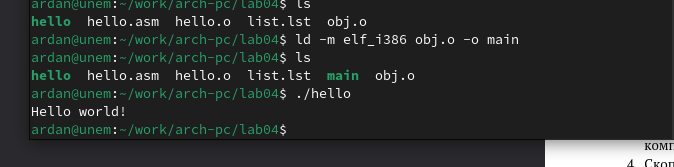 ardan@unem:~/work/arch-pc/lab04$ ls
hello  hello.asm  hello.o  list.lst  obj.o
ardan@unem:~/work/arch-pc/lab04$ ld -m elf_i386 obj.o -o main
ardan@unem:~/work/arch-pc/lab04$ ls
hello  hello.asm  hello.o  list.lst  main  obj.o
ardan@unem:~/work/arch-pc/lab04$ ./hello
Hello world!
ardan@unem:~/work/arch-pc/lab04$
комп
4. Скоп